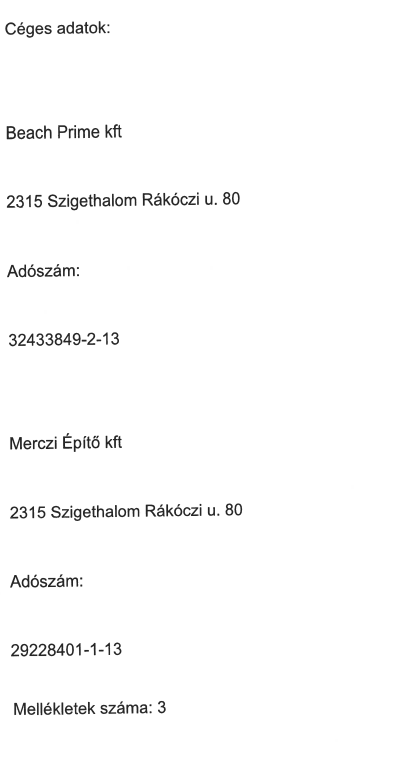 Céges adatok:
Beach Prime kft
2315 Szigethalom Rákóczi u. 80
Adószám:
32433849-2-13
Merczi Építő kft
2315 Szigethalom Rákóczi u. 80
Adószám:
29228401-1-13
Mellékletek száma: 3